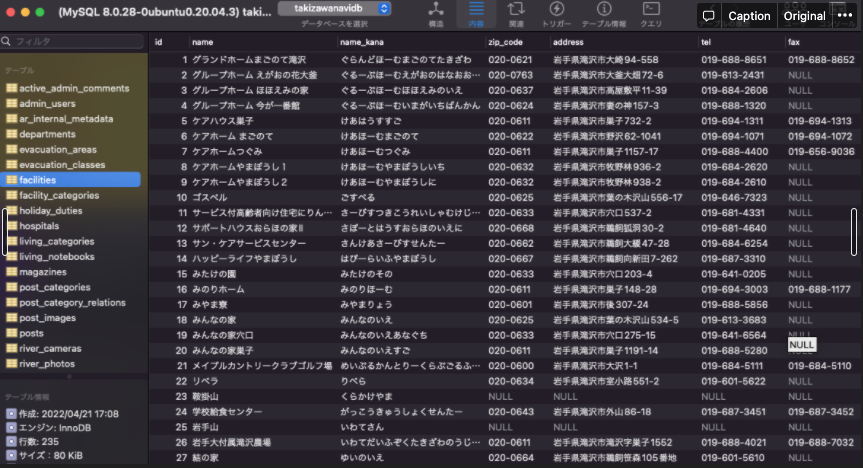 (MySQL 8.0.28-0ubuntu0.20.04.3) taki...
takizawanavidb
データベースを選択
構造
内容
関連
トリガー
テーブル情報
クエリ
Caption
Original
フィルタ
テーブル
active_admin_comments
admin_users
ar_internal_metadata
departments
evacuation_areas
evacuation_classes
facilities
facility_categories
holiday_duties
hospitals
living_categories
living_notebooks
magazines
post_categories
post_category_relations
post_images
posts
river_cameras
river_photos
テーブル情報
作成: 2022/04/21 17:08
エンジン: InnoDB
行数: 235
サイズ: 80 KiB
id name name_kana zip_code address tel fax
1 グランドホームまごのて滝沢 ぐらんどほーむまごのてたきざわ 020-0621 岩手県滝沢市大崎94-558 019-688-8651 019-688-8652
2 グループホーム えがおの花大釜 ぐるーぷほーむえがおのはなおお… 020-0763 岩手県滝沢市大釜大畑72-6 019-613-2431 NULL
3 グループホーム ほほえみの家 ぐるーぷほーむほほえみのいえ 020-0637 岩手県滝沢市高屋敷平11-39 019-684-2606 NULL
4 グループホーム 今が一番館 ぐるーぷほーむいまがいちばんかん 020-0624 岩手県滝沢市妻の神157-3 019-688-1320 NULL
5 ケアハウス巣子 けあはうすすご 020-0611 岩手県滝沢市巣子732-2 019-694-1311 019-694-1313
6 ケアホーム まごのて けあほーむまごのて 020-0622 岩手県滝沢市野沢62-1041 019-694-1071 019-694-1072
7 ケアホームつぐみ けあほーむつぐみ 020-0611 岩手県滝沢市巣子1157-17 019-688-4400 019-656-9036
8 ケアホームやまぼうし1 けあほーむやまぼうしいち 020-0632 岩手県滝沢市牧野林936-2 019-684-2620 NULL
9 ケアホームやまぼうし2 けあほーむやまぼうしに 020-0632 岩手県滝沢市牧野林938-2 019-684-2610 NULL
10 ゴスペル ごすぺる 020-0625 岩手県滝沢市葉の木沢山556-17 019-646-7323 NULL
11 サービス付高齢者向け住宅にりん… さーびすつきこうれいしゃむけじ… 020-0633 岩手県滝沢市穴口537-2 019-681-4331 NULL
12 サポートハウスおらほの家Ⅱ さぽーとはうすおらほのいえに 020-0668 岩手県滝沢市鵜飼狐洞30-2 019-681-4640 NULL
13 サン・ケアサービスセンター さんけあさーびすせんたー 020-0662 岩手県滝沢市鵜飼大緩47-28 019-684-6254 NULL
14 ハッピーライフやまぼうし はぴーらいふやまぼうし 020-0667 岩手県滝沢市鵜飼向新田7-262 019-687-3310 NULL
15 みたけの園 みたけのその 020-0633 岩手県滝沢市穴口203-4 019-641-0205 NULL
16 みのりホーム みのりほーむ 020-0611 岩手県滝沢市巣子148-28 019-694-3003 019-688-1177
17 みやま寮 みやまりょう 020-0601 岩手県滝沢市後307-24 019-688-5856 NULL
18 みんなの家 みんなのいえ 020-0625 岩手県滝沢市葉の木沢山534-5 019-613-3683 NULL
19 みんなの家穴口 みんなのいえあなぐち 020-0633 岩手県滝沢市穴口275-15 019-641-6564 NULL
20 みんなの家巣子 みんなのいえすご 020-0611 岩手県滝沢市巣子1191-14 019-688-5280 NULL
21 メイプルカントリークラブゴルフ場 めいぷるかんとりーくらぶごるふ… 020-0600 岩手県滝沢市大沢1-1 019-684-5111 019-684-5110
22 リベラ りべら 020-0634 岩手県滝沢市室小路551-2 019-601-5622 NULL
23 鞍掛山 くらかけやま NULL NULL NULL NULL
24 学校給食センター がっこうきゅうしょくせんたー 020-0643 岩手県滝沢市外山86-18 019-687-3451 019-687-3452
25 岩手山 いわてさん NULL NULL NULL NULL
26 岩手大付属滝沢農場 いわてだいふぞくたきざわのうじ… 020-0611 岩手県滝沢市滝沢字巣子1552 019-688-4021 019-688-7032
27 結の家 ゆいのいえ 020-0664 岩手県滝沢市鵜飼笹森105番地 019-601-5810 NULL
NULL